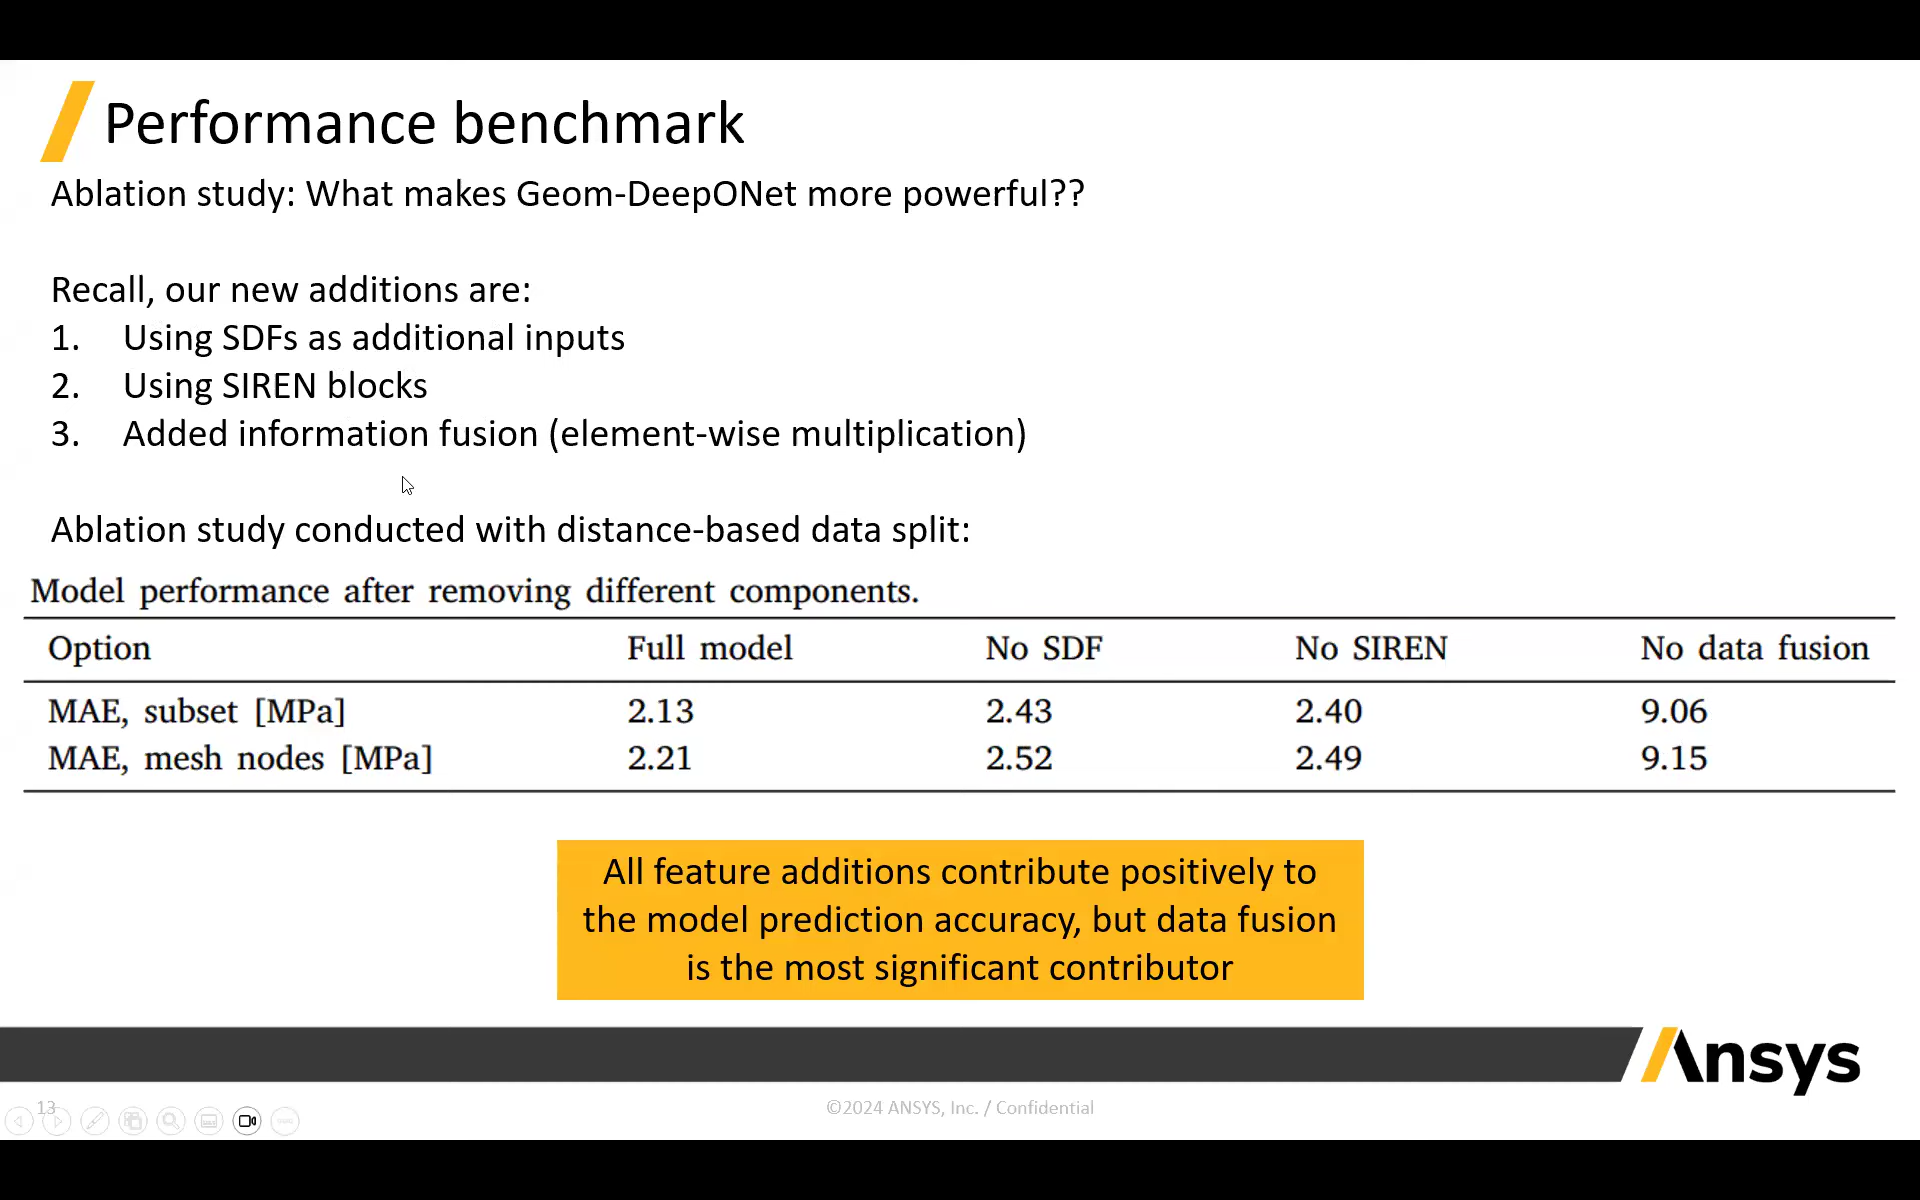 Performance benchmark
Ablation study: What makes Geom-DeepONet more powerful??
Recall, our new additions are:
1. Using SDFs as additional inputs
2. Using SIREN blocks
3. Added information fusion (element-wise multiplication)
Ablation study conducted with distance-based data split:
Model performance after removing different components.
Option Full model No SDF No SIREN No data fusion
MAE, subset [MPa] 2.13 2.43 2.40 9.06
MAE, mesh nodes [MPa] 2.21 2.52 2.49 9.15
All feature additions contribute positively to
the model prediction accuracy, but data fusion
is the most significant contributor
Ansys
13
©2024 ANSYS, Inc. / Confidential